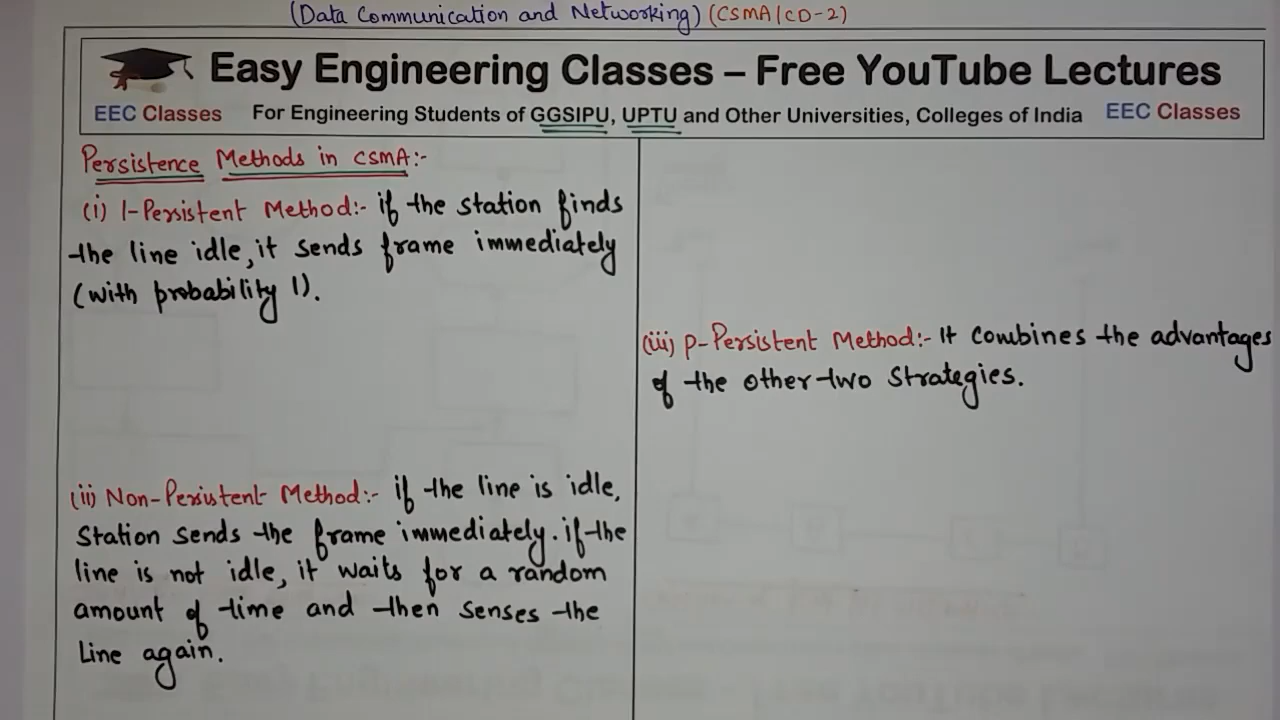 (Data Communication and Networking) (CSMA/CD-2)
Easy Engineering Classes – Free YouTube Lectures
EEC Classes For Engineering Students of GGSIPU, UPTU and Other Universities, Colleges of India EEC Classes
Persistence Methods in CSMA:-
(i) 1-Persistent Method:- if the station finds
the line idle, it sends frame immediately
(with probability 1).
(ii) Non-Persistent Method:- if the line is idle,
Station sends the frame immediately. if the
line is not idle, it waits for a random
amount of time and then senses the
Line again.
(iii) P-Persistent Method:- It combines the advantages
of the other two strategies.